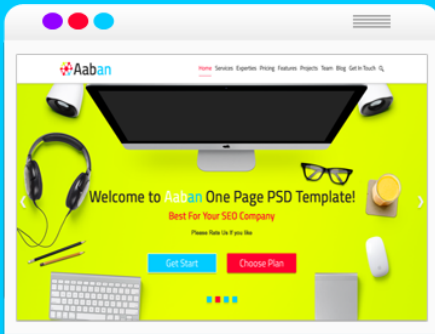 Aaban
Home Services Experties Pricing Features Projects Team Blog Get In Touch
Welcome to Aaban One Page PSD Template!
Best For Your SEO Company
Please Rate Us If you like
Get Start
Choose Plan